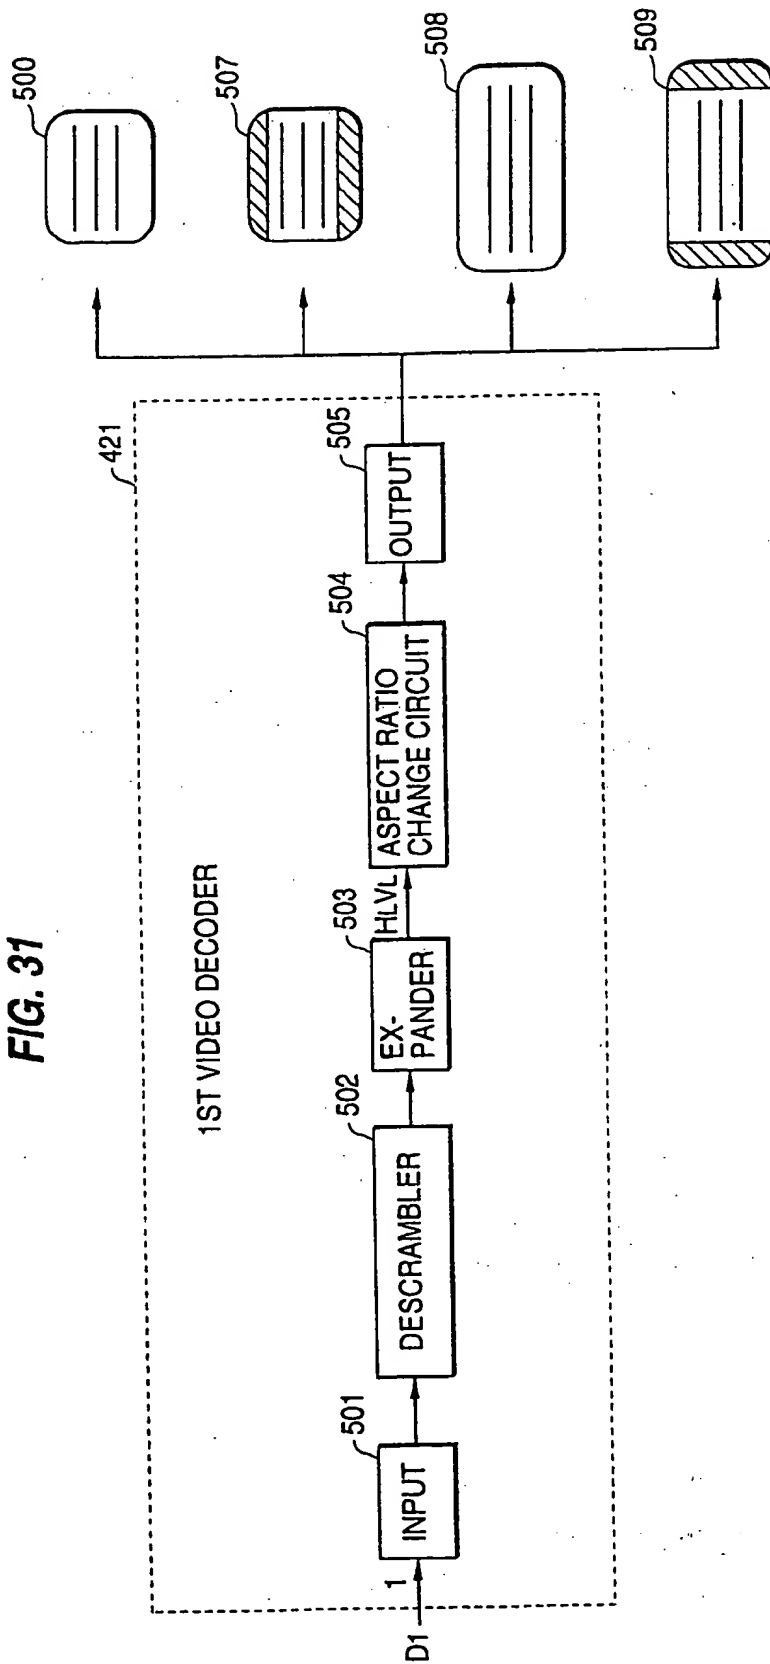 FIG. 31
1ST VIDEO DECODER
421
D1
1
501
INPUT
502
DESCRAMBLER
503
EX-
PANDER
HLVL
504
ASPECT RATIO
CHANGE CIRCUIT
505
OUTPUT
500
507
508
509